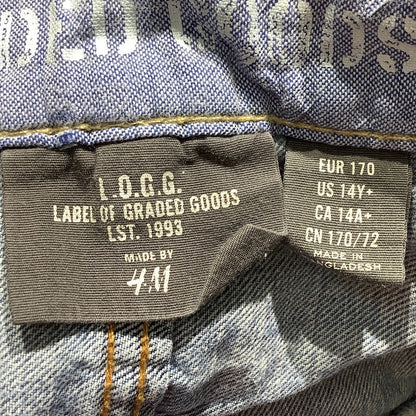 L.O.G.G.
LABEL OF GRADED GOODS
LST. 1993
MADE BY
H.M
EUR 170
US 14Y+
CA 14A+
CN 170/72
MADE IN
BANGLADESH